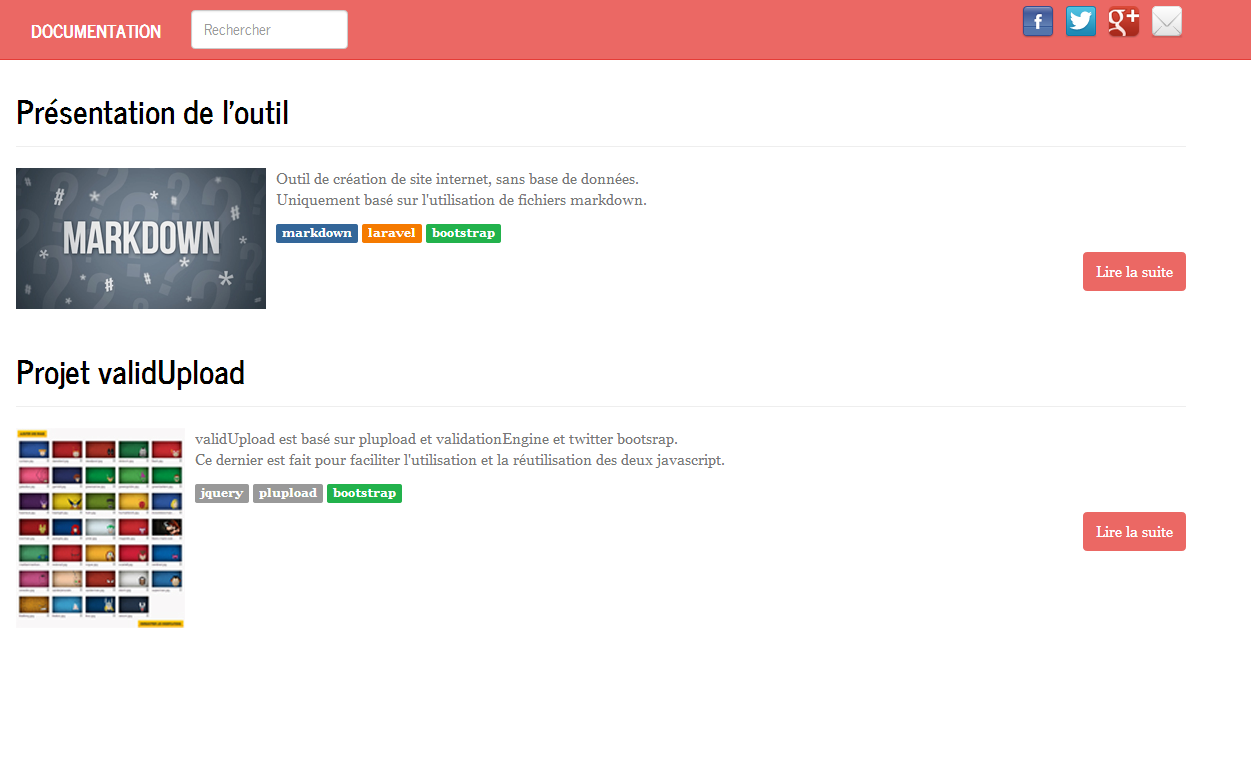 DOCUMENTATION
Rechercher
f
g+
Présentation de l’outil
# * * # # * MARKDOWN * * # # *
Outil de création de site internet, sans base de données.
Uniquement basé sur l'utilisation de fichiers markdown.
markdown laravel bootstrap
Lire la suite
Projet validUpload
validUpload est basé sur plupload et validationEngine et twitter bootsrap.
Ce dernier est fait pour faciliter l'utilisation et la réutilisation des deux javascript.
jquery plupload bootstrap
Lire la suite